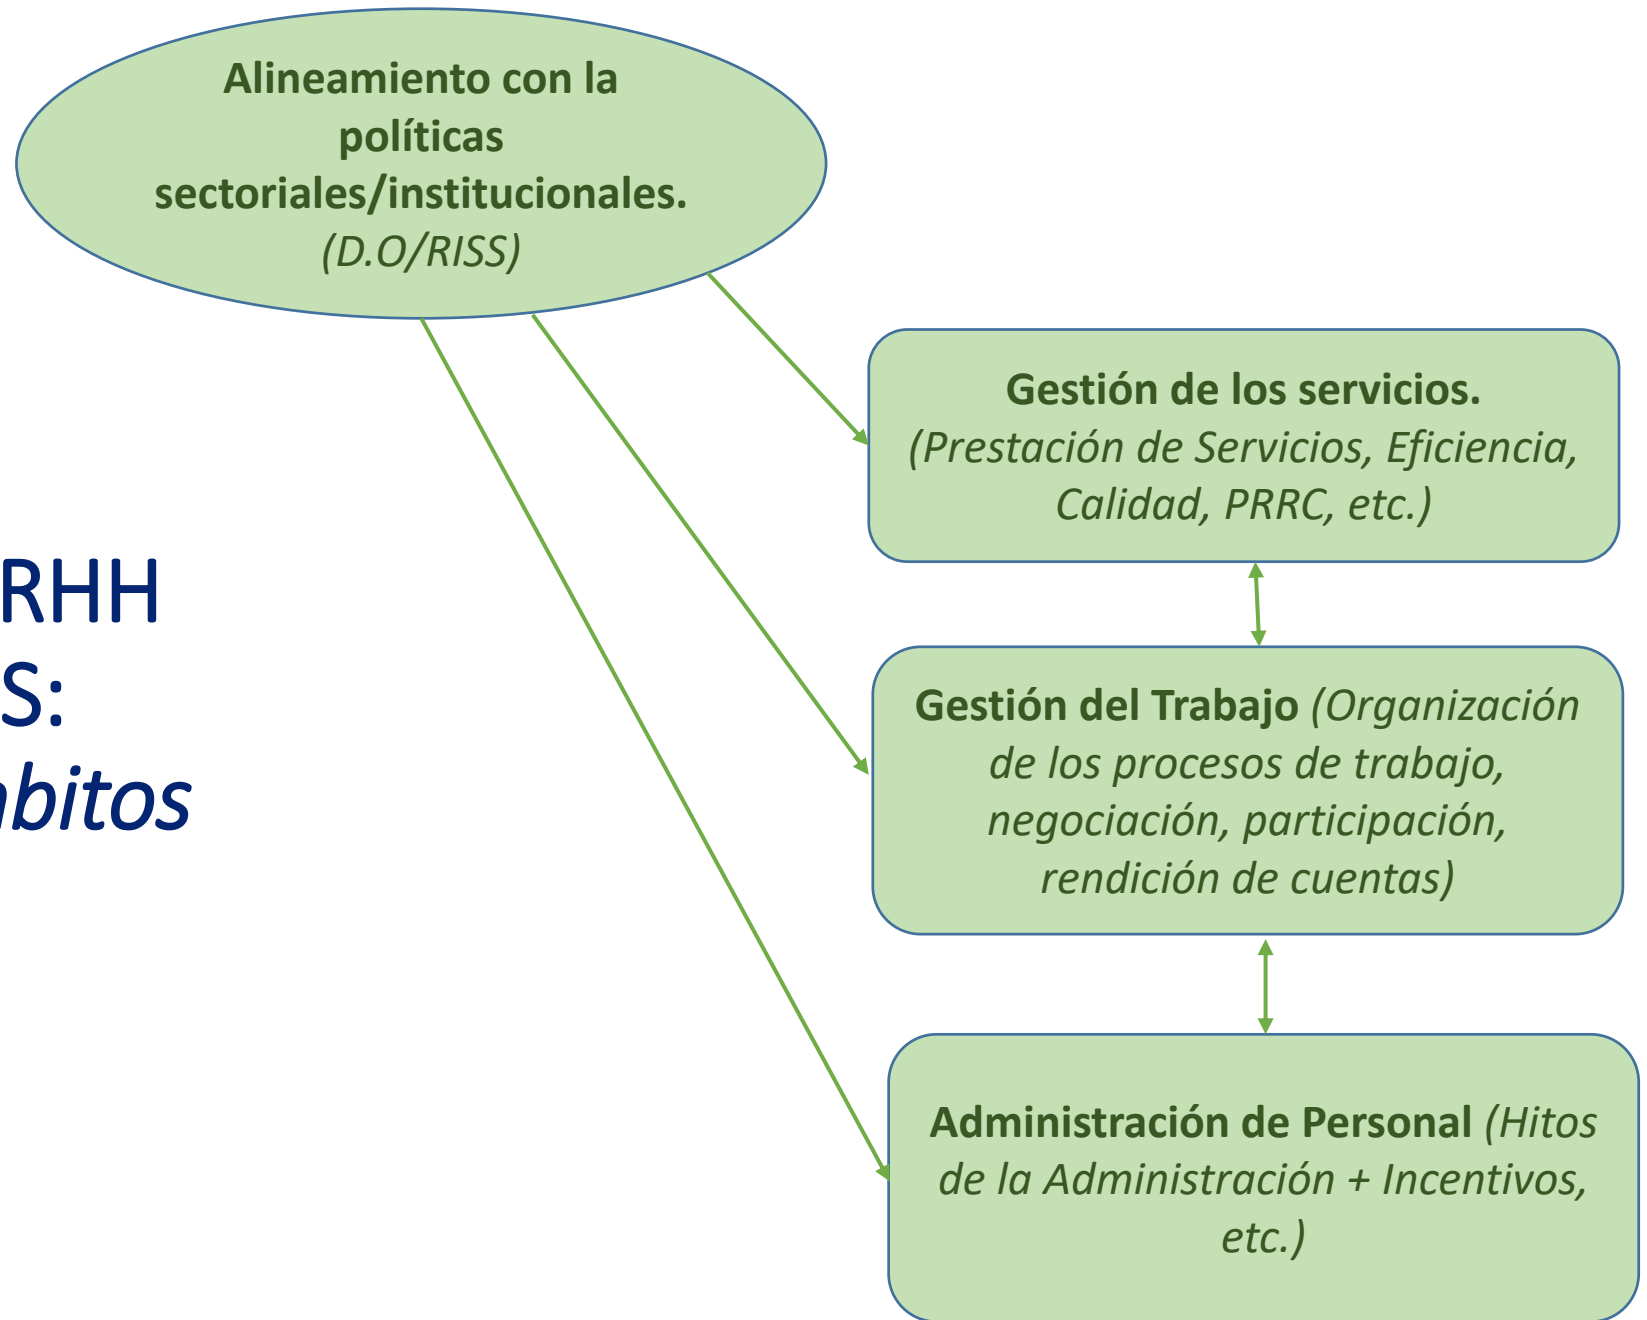 Alineamiento con la
políticas
sectoriales/institucionales.
(D.O/RISS)
Gestión de los servicios.
(Prestación de Servicios, Eficiencia,
Calidad, PRRC, etc.)
RHH
S:
bitos
Gestión del Trabajo (Organización
de los procesos de trabajo,
negociación, participación,
rendición de cuentas)
Administración de Personal (Hitos
de la Administración + Incentivos,
etc.)